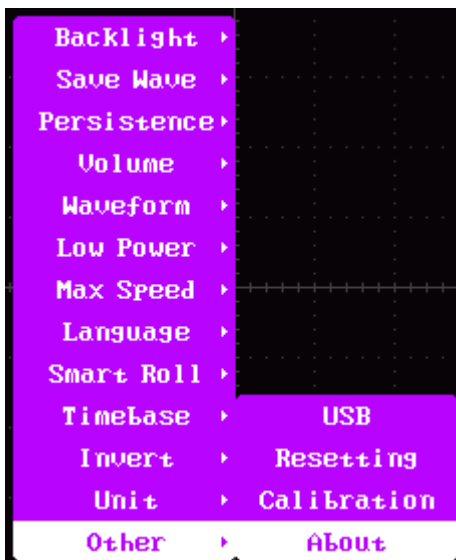 Backlight
Save Wave
Persistence
Volume
Waveform
Low Power
Max Speed
Language
Smart Roll
Timebase
Invert
Unit
Other
USB
Resetting
Calibration
About